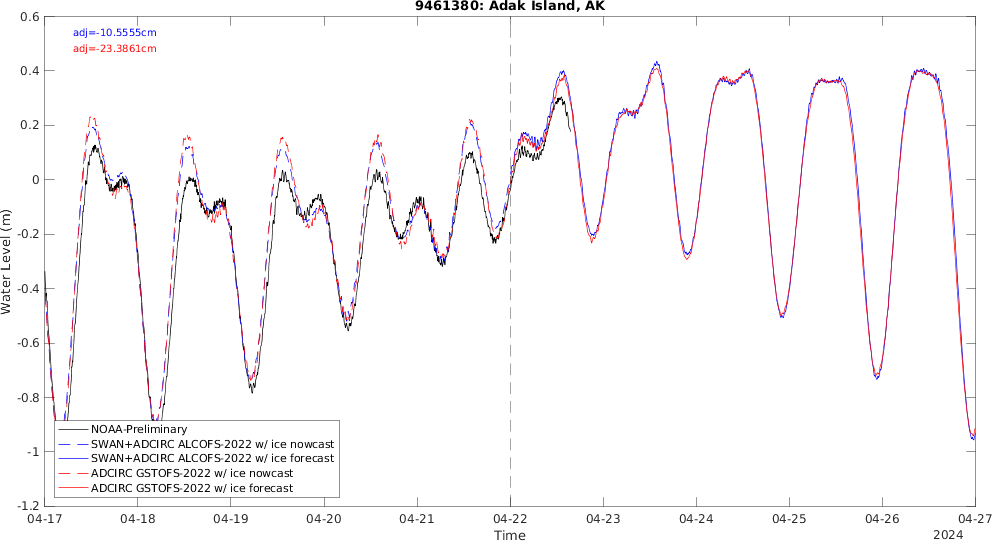 9461380: Adak Island, AK
adj=-10.5555cm
adj=-23.3861cm
0.6
0.4
0.2
0
-0.2
-0.4
-0.6
-0.8
-1
-1.2
Water Level (m)
NOAA-Preliminary
SWAN+ADCIRC ALCOFS-2022 w/ ice nowcast
SWAN+ADCIRC ALCOFS-2022 w/ ice forecast
ADCIRC GSTOFS-2022 w/ ice nowcast
ADCIRC GSTOFS-2022 w/ ice forecast
04-17 04-18 04-19 04-20 04-21 04-22 04-23 04-24 04-25 04-26 04-27
Time
2024